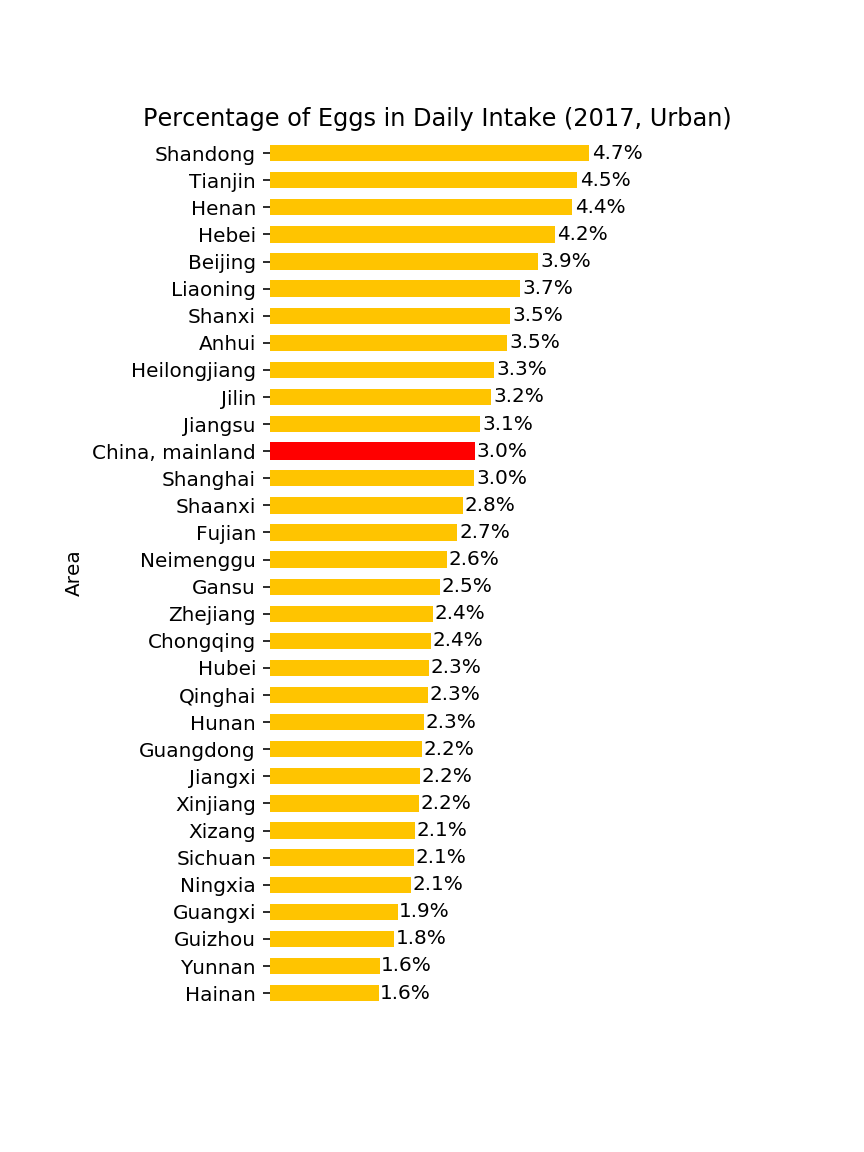 Percentage of Eggs in Daily Intake (2017, Urban)
Shandong 4.7%
Tianjin 4.5%
Henan 4.4%
Hebei 4.2%
Beijing 3.9%
Liaoning 3.7%
Shanxi 3.5%
Anhui 3.5%
Heilongjiang 3.3%
Jilin 3.2%
Jiangsu 3.1%
China, mainland 3.0%
Shanghai 3.0%
Shaanxi 2.8%
Fujian 2.7%
Neimenggu 2.6%
Gansu 2.5%
Zhejiang 2.4%
Chongqing 2.4%
Hubei 2.3%
Qinghai 2.3%
Hunan 2.3%
Guangdong 2.2%
Jiangxi 2.2%
Xinjiang 2.2%
Xizang 2.1%
Sichuan 2.1%
Ningxia 2.1%
Guangxi 1.9%
Guizhou 1.8%
Yunnan 1.6%
Hainan 1.6%
Area